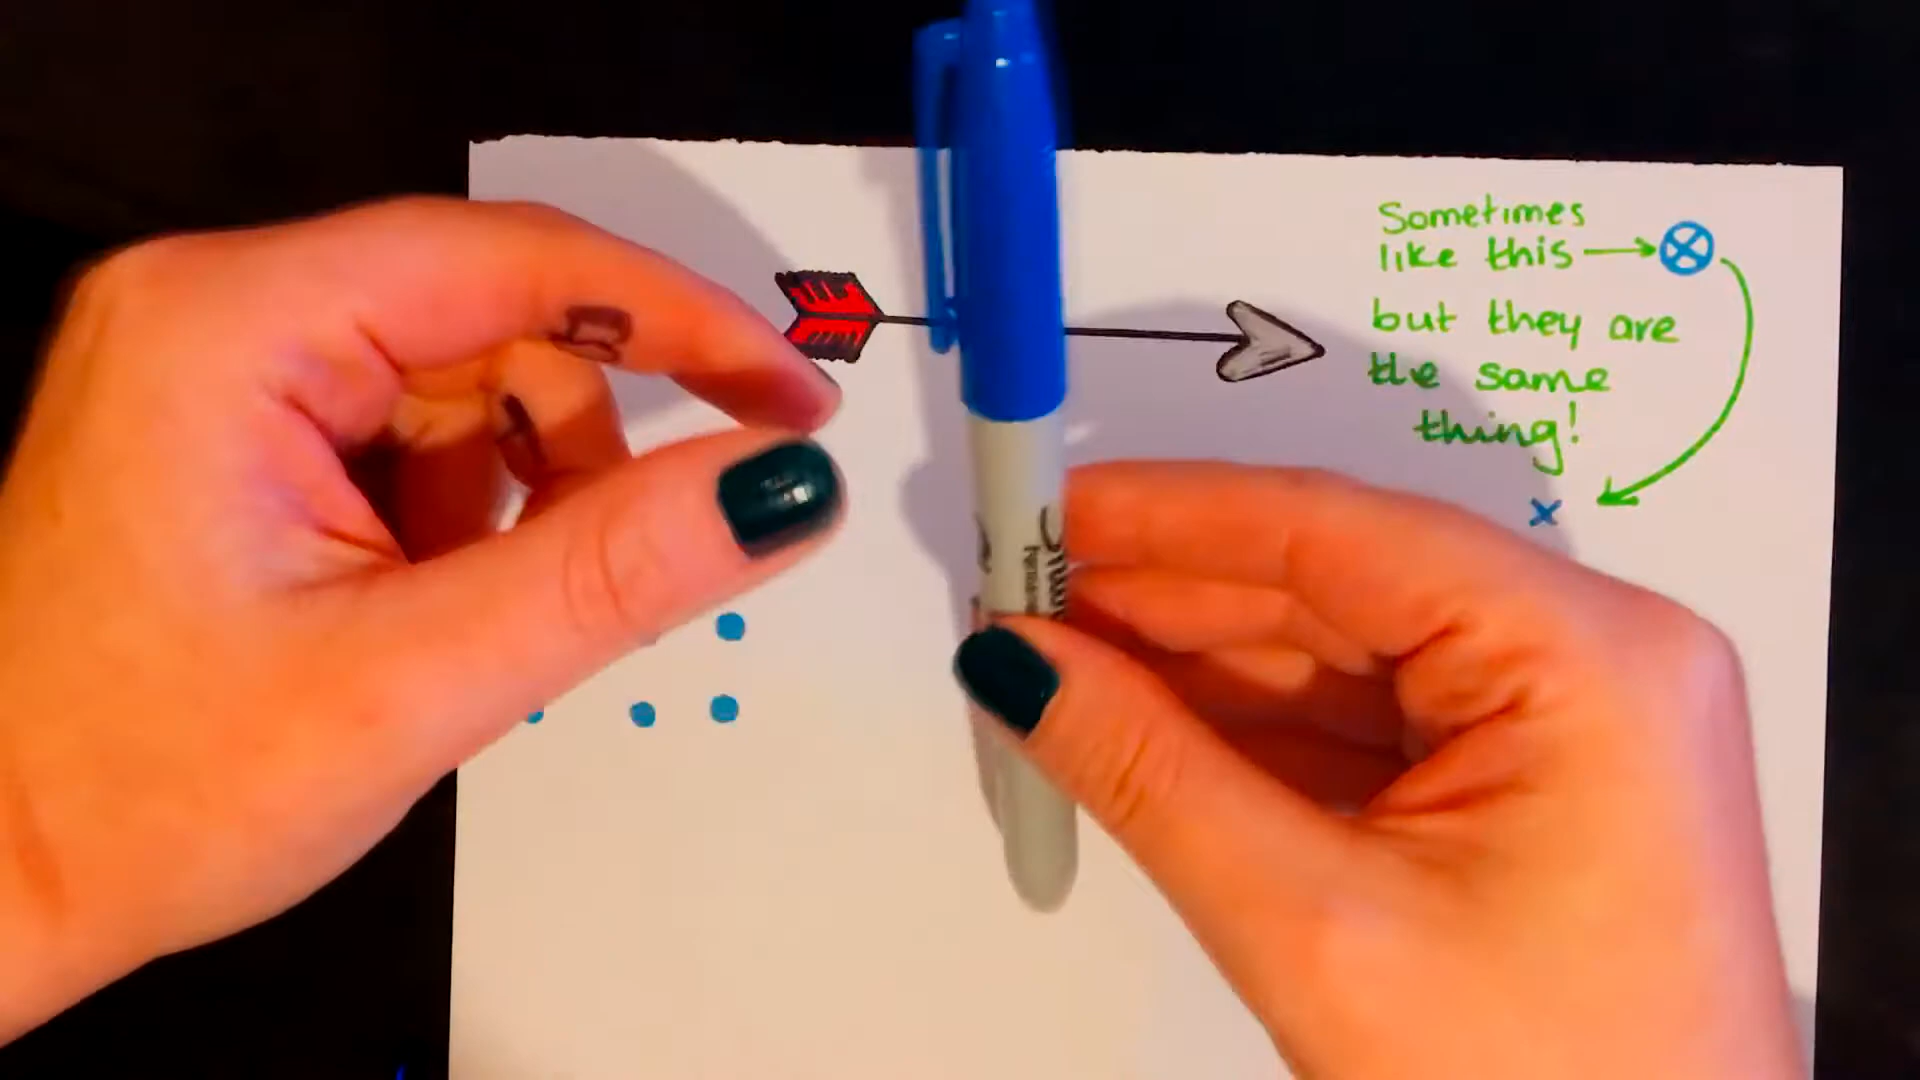 Sometimes
like this
but they are
the same
thing!
x